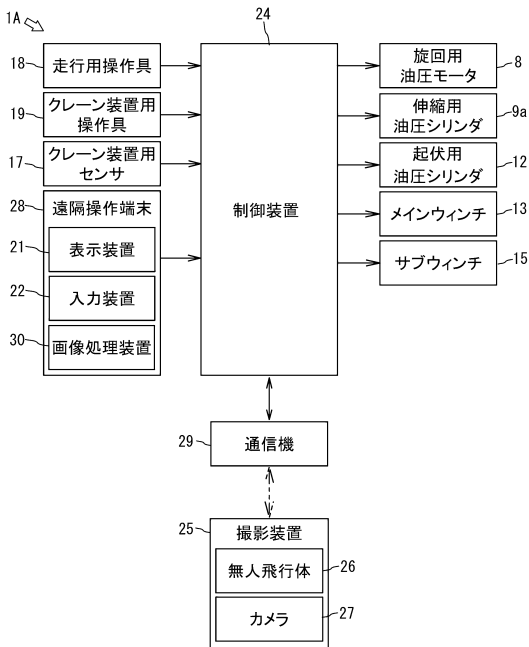 1A
24
18
走行用操作具
旋回用
油圧モータ
8
19
クレーン装置用
操作具
伸縮用
油圧シリンダ
9a
17
クレーン装置用
センサ
起伏用
油圧シリンダ
12
28
遠隔操作端末
制御装置
メインウィンチ
13
21
表示装置
サブウィンチ
15
22
入力装置
30
画像処理装置
29
通信機
25
撮影装置
無人飛行体
26
カメラ
27